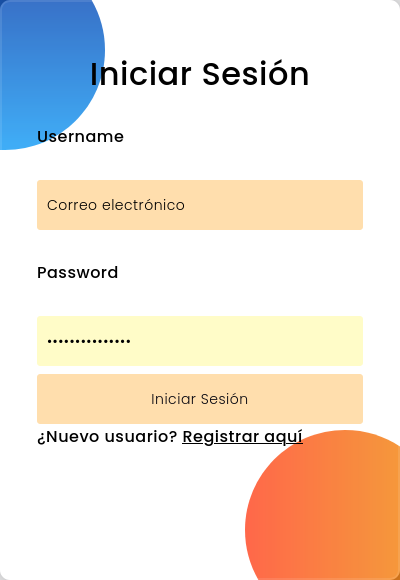 Iniciar Sesión
Username
Correo electrónico
Password
•••••••••••••••
Iniciar Sesión
¿Nuevo usuario? Registrar aquí